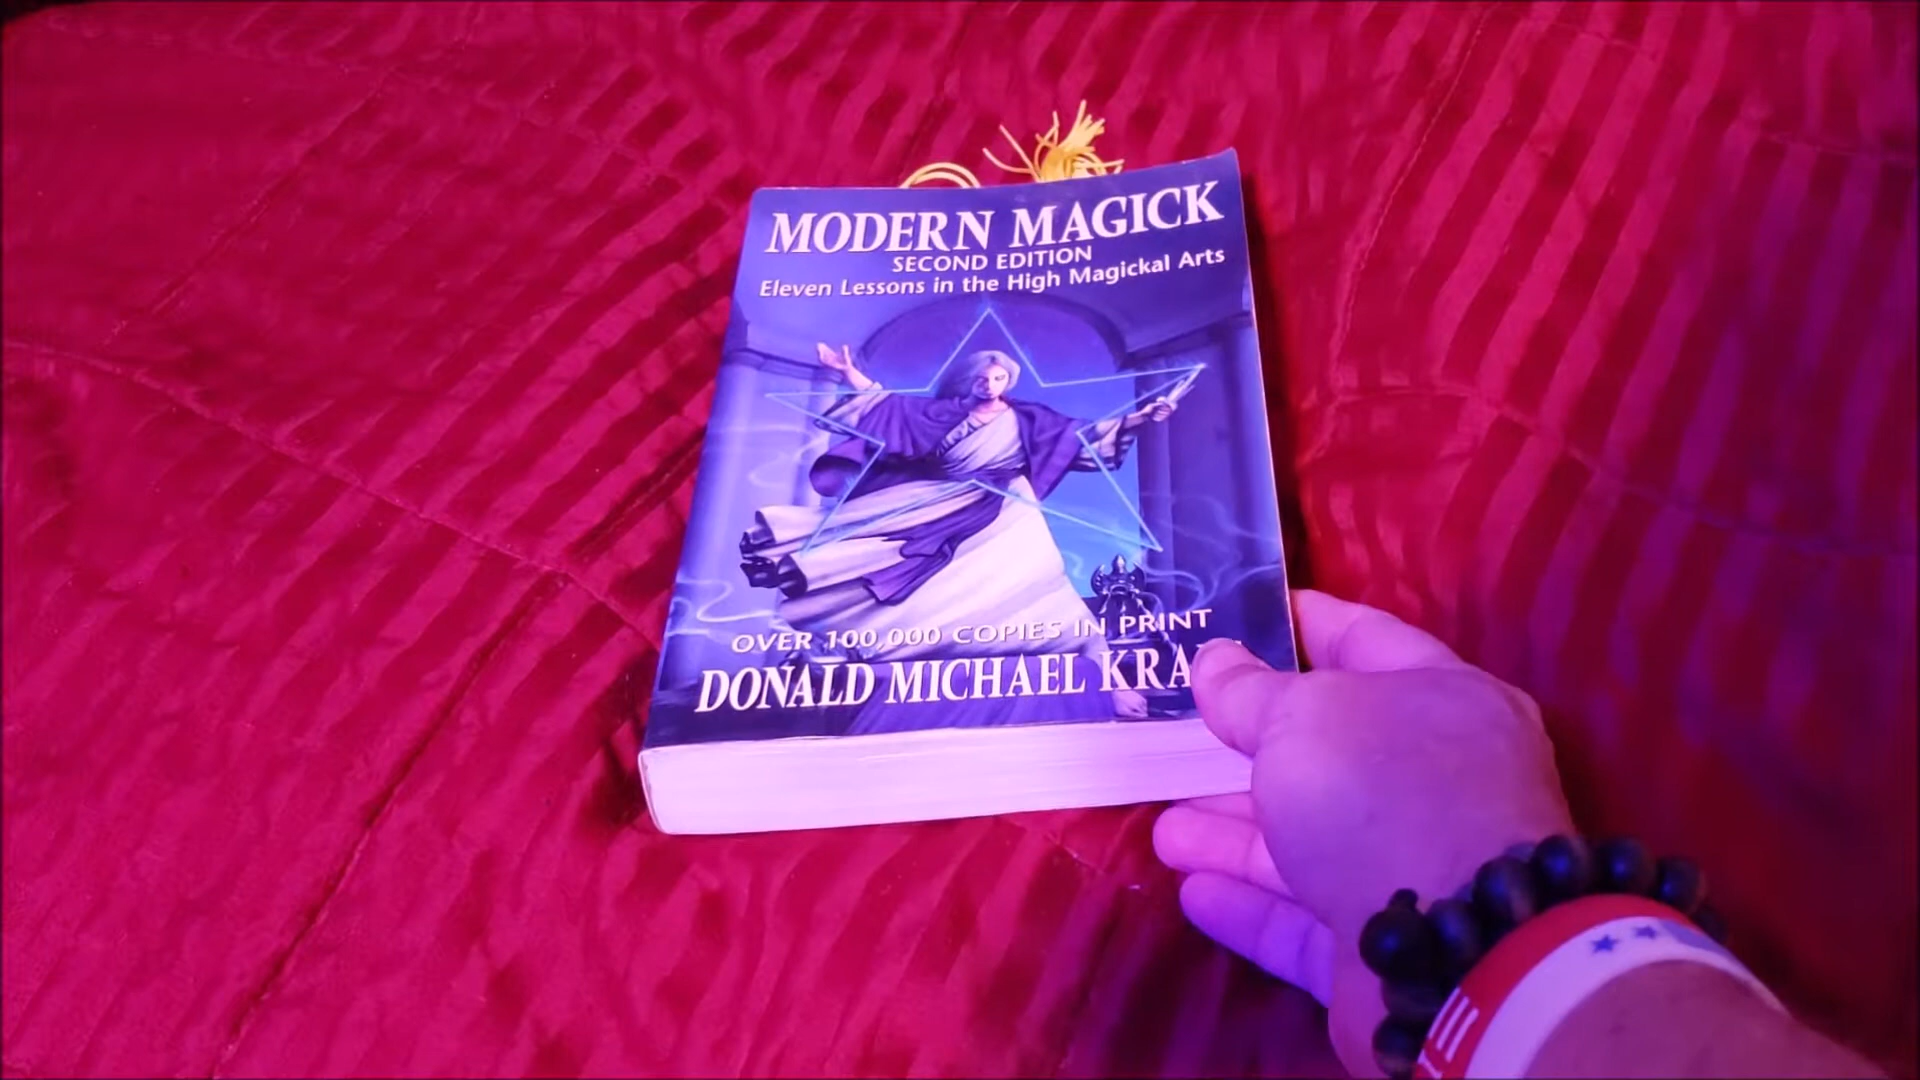 MODERN MAGICK
SECOND EDITION
Eleven Lessons in the High Magickal Arts
OVER 100,000 COPIES IN PRINT
DONALD MICHAEL